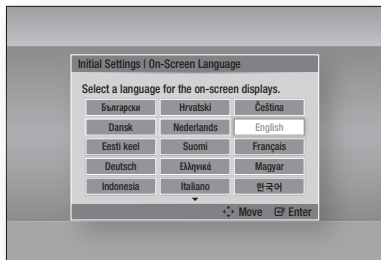 Initial Settings | On-Screen Language
Select a language for the on-screen displays.
Български Hrvatski Čeština
Dansk Nederlands English
Eesti keel Suomi Français
Deutsch Ελληνικά Magyar
Indonesia Italiano 한국어
Move Enter